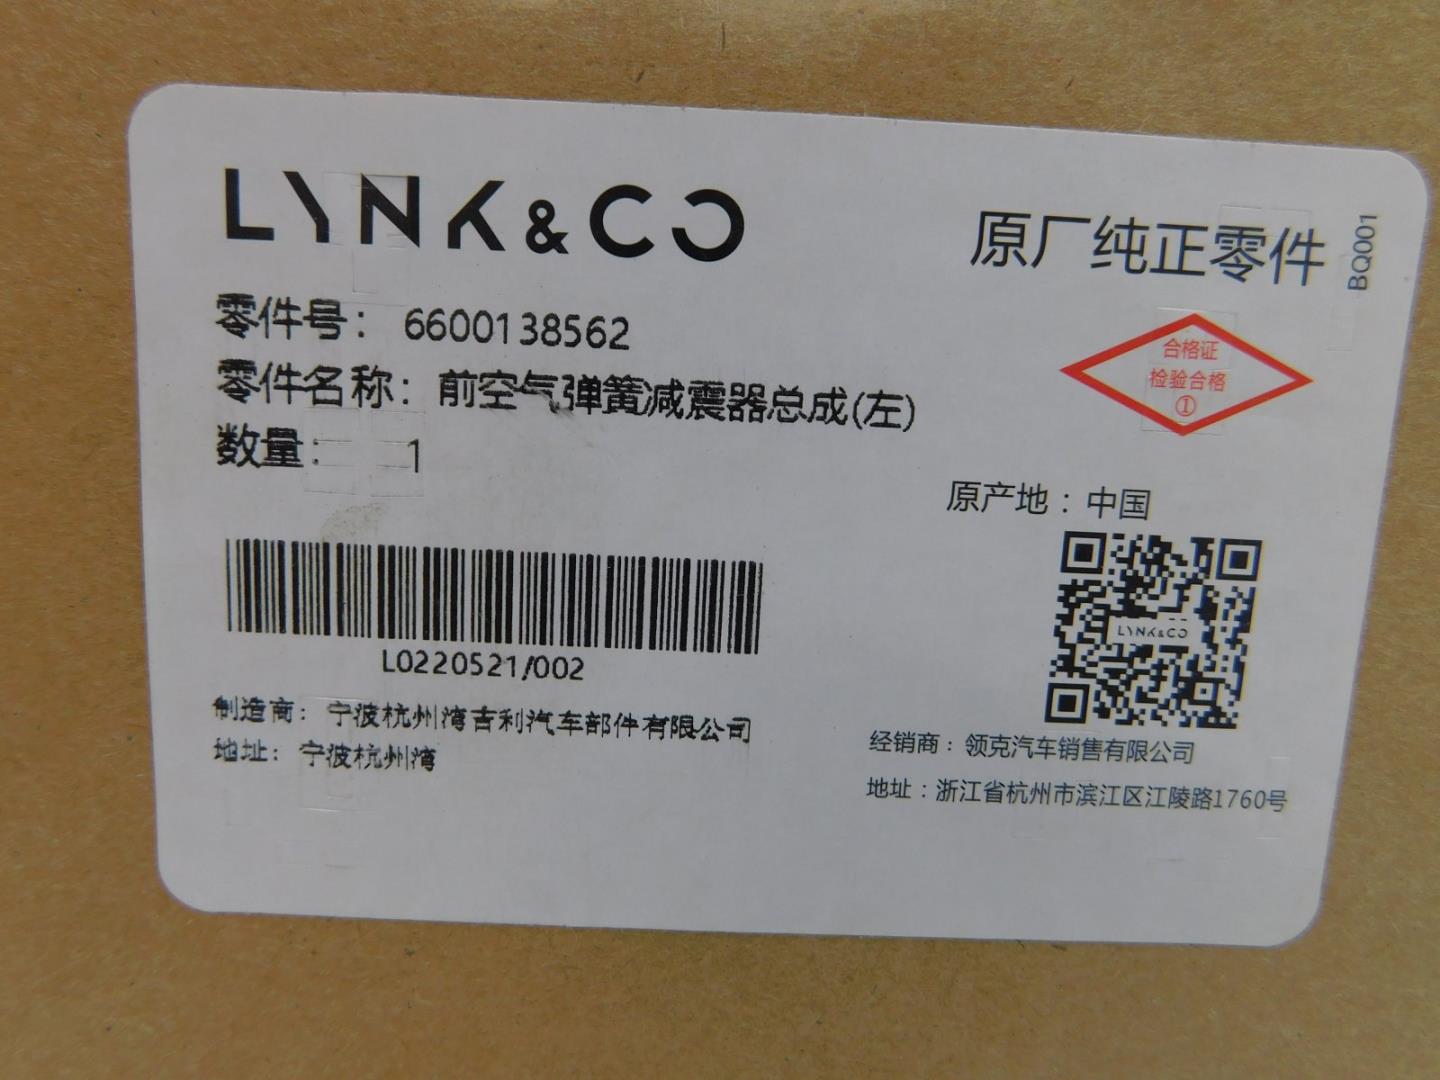 LYNK&CO
原厂纯正零件
BQ001
零件号： 6600138562
零件名称：前空气弹簧减震器总成(左)
数量： 1
合格证
检验合格
①
原产地：中国
LYNK&CO
L0220521/002
制造商：宁波杭州湾吉利汽车部件有限公司
地址：宁波杭州湾
经销商：领克汽车销售有限公司
地址：浙江省杭州市滨江区江陵路1760号